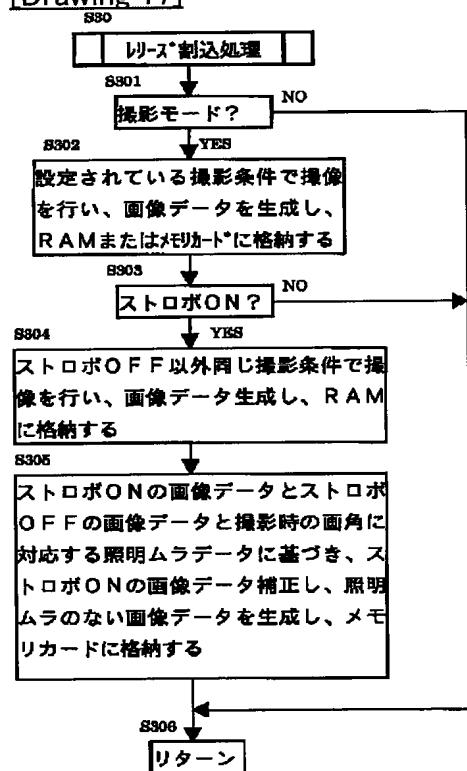 [Drawing 17]
S30
ﾚﾘｰｽﾞ割込処理
S301
撮影モード？
NO
S302
YES
設定されている撮影条件で撮像
を行い、画像データを生成し、
ＲＡＭまたはﾒﾓﾘｶｰﾄﾞに格納する
S303
ストロボＯＮ？
NO
S304
YES
ストロボＯＦＦ以外同じ撮影条件で撮
像を行い、画像データ生成し、ＲＡＭ
に格納する
S305
ストロボＯＮの画像データとストロボ
ＯＦＦの画像データと撮影時の画角に
対応する照明ムラデータに基づき、ス
トロボＯＮの画像データ補正し、照明
ムラのない画像データを生成し、メモ
リカードに格納する
S306
リターン